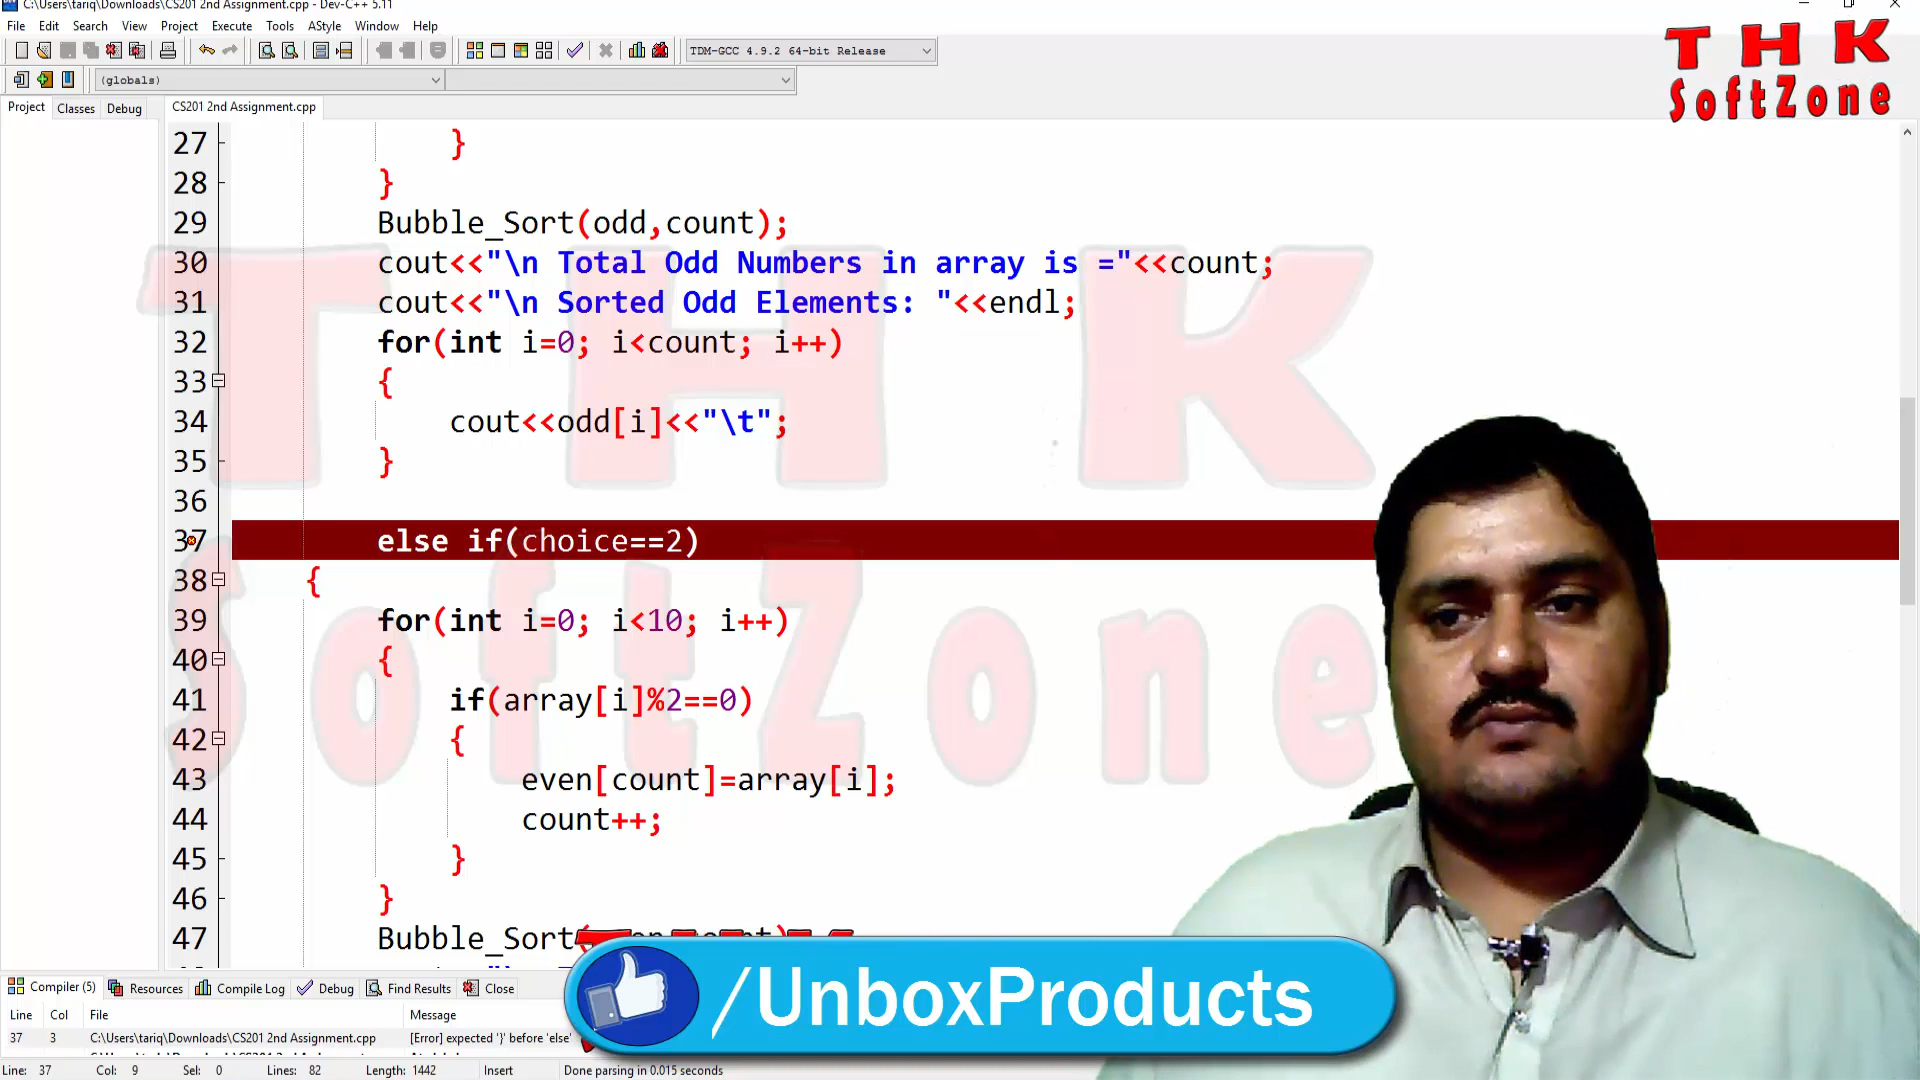 C:\Users\tariq\Downloads\CS201 2nd Assignment.cpp - Dev-C++ 5.11
File Edit Search View Project Execute Tools AStyle Window Help
TDM-GCC 4.9.2 64-bit Release
(globals)
Project Classes Debug
CS201 2nd Assignment.cpp
T H K
SoftZone
27 }
28 }
29 Bubble_Sort(odd,count);
30 cout<<"\n Total Odd Numbers in array is ="<<count;
31 cout<<"\n Sorted Odd Elements: "<<endl;
32 for(int i=0; i<count; i++)
33 {
34 cout<<odd[i]<<"\t";
35 }
36
37 else if(choice==2)
38 {
39 for(int i=0; i<10; i++)
40 {
41 if(array[i]%2==0)
42 {
43 even[count]=array[i];
44 count++;
45 }
46 }
47 Bubble_Sort(
T H K
SoftZone
/UnboxProducts
Compiler (5) Resources Compile Log Debug Find Results Close
Line Col File Message
37 3 C:\Users\tariq\Downloads\CS201 2nd Assignment.cpp [Error] expected '}' before 'else'
Line: 37 Col: 9 Sel: 0 Lines: 82 Length: 1442 Insert Done parsing in 0.015 seconds